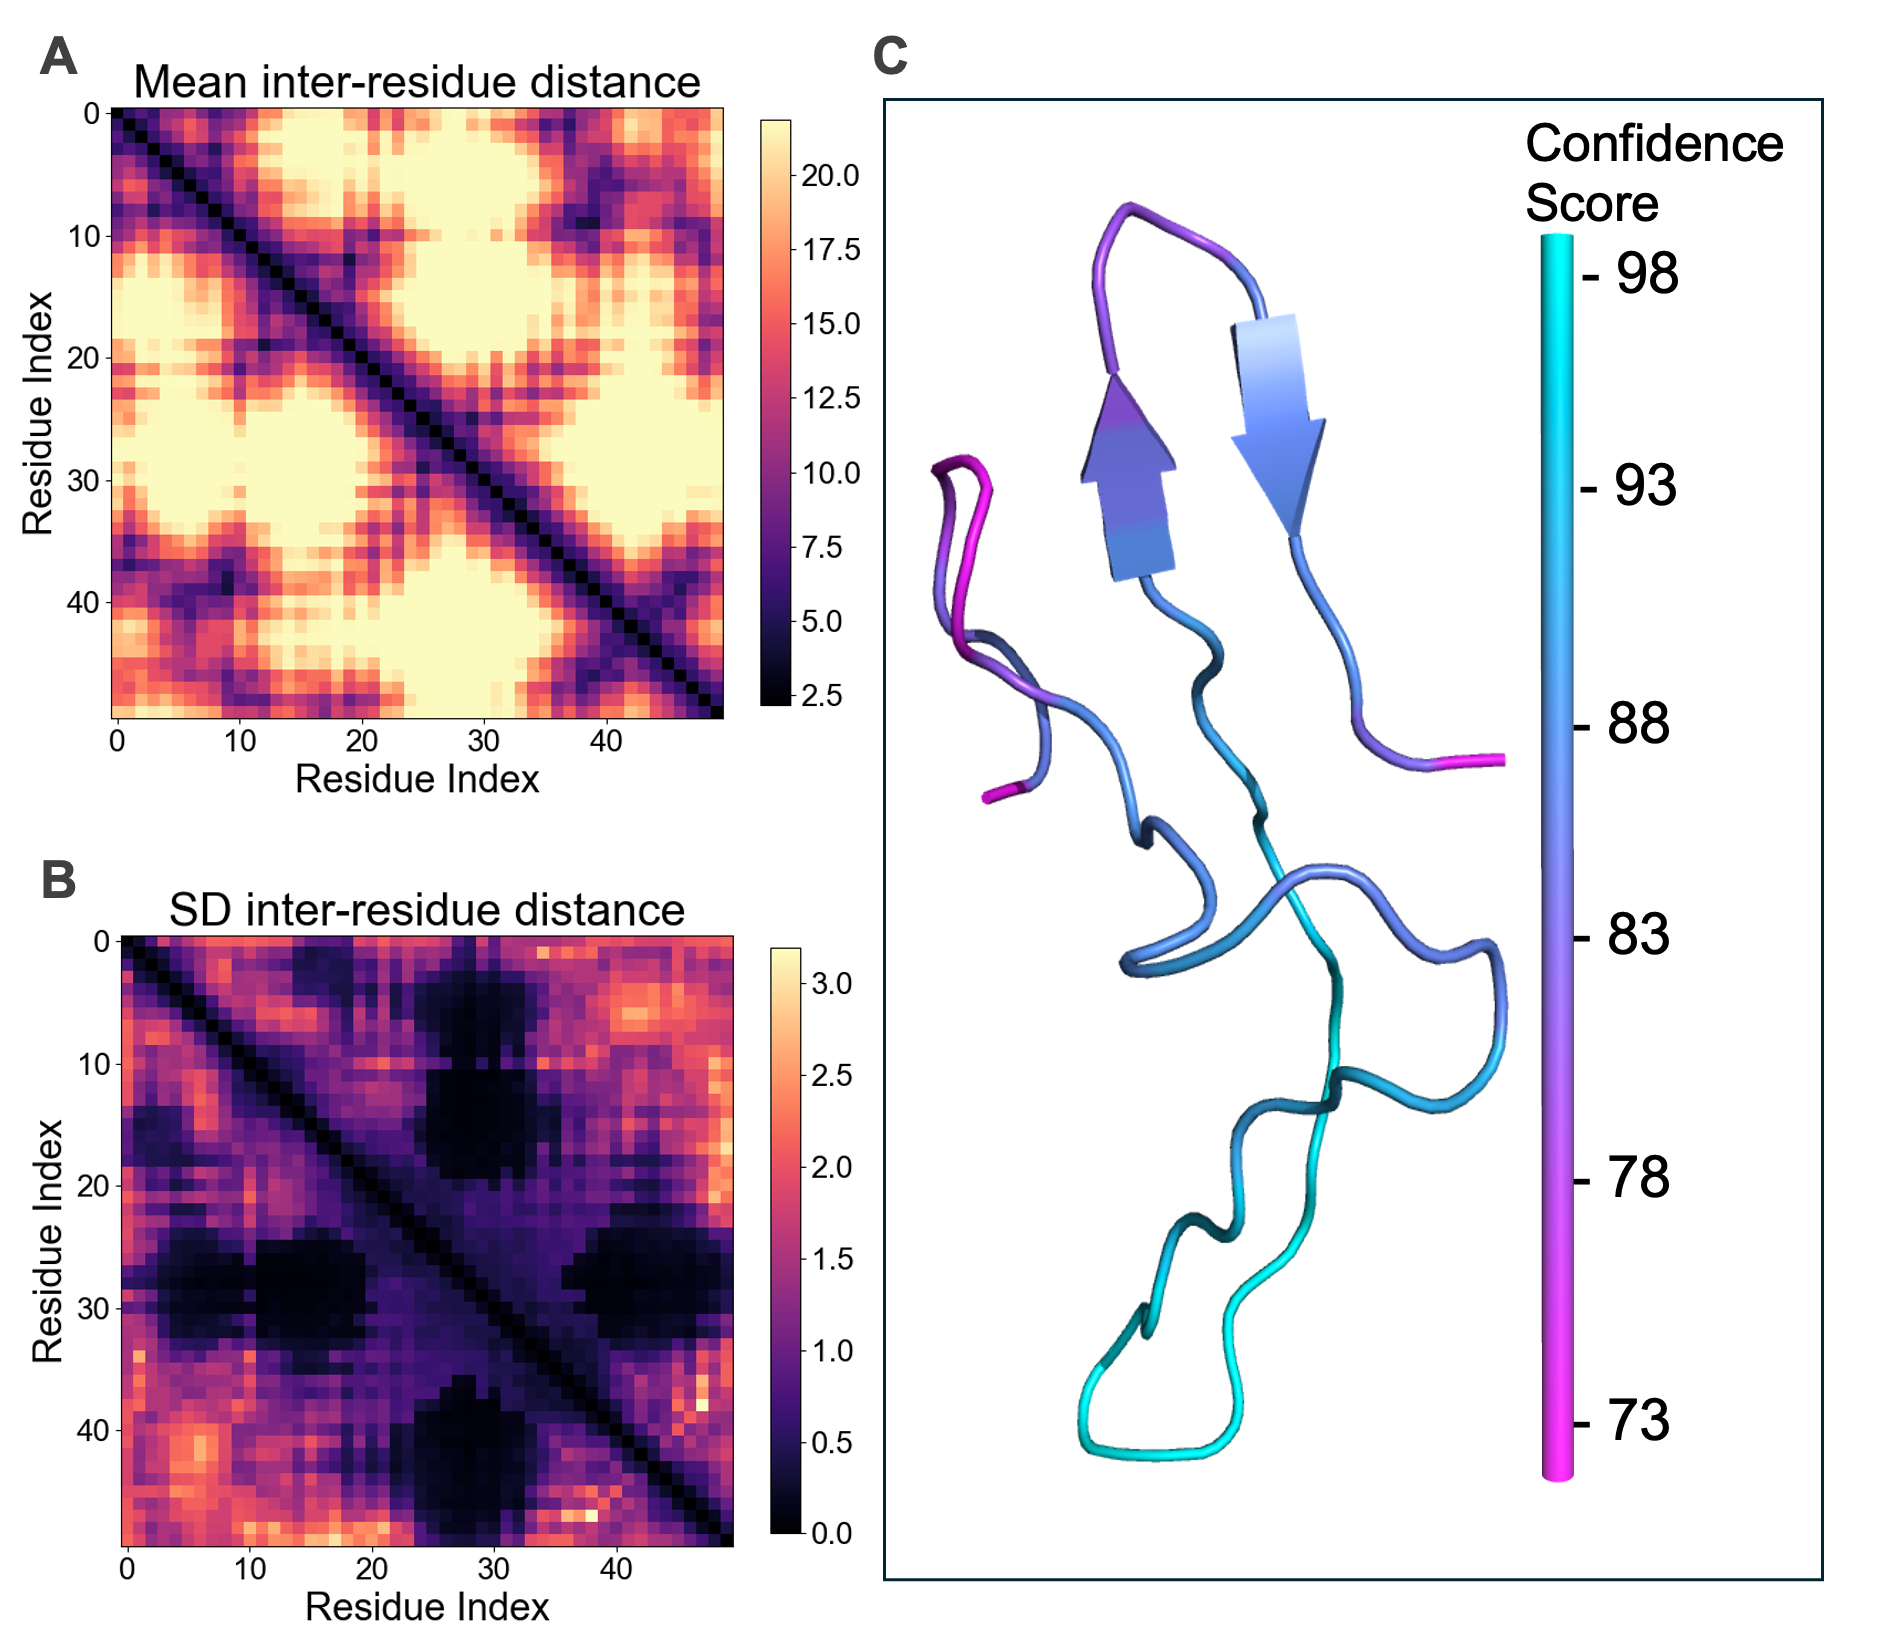 A
Mean inter-residue distance
0
10
20
30
40
Residue Index
0 10 20 30 40
Residue Index
20.0
17.5
15.0
12.5
10.0
7.5
5.0
2.5
B
SD inter-residue distance
0
10
20
30
40
Residue Index
0 10 20 30 40
Residue Index
3.0
2.5
2.0
1.5
1.0
0.5
0.0
C
Confidence
Score
- 98
- 93
- 88
- 83
- 78
- 73